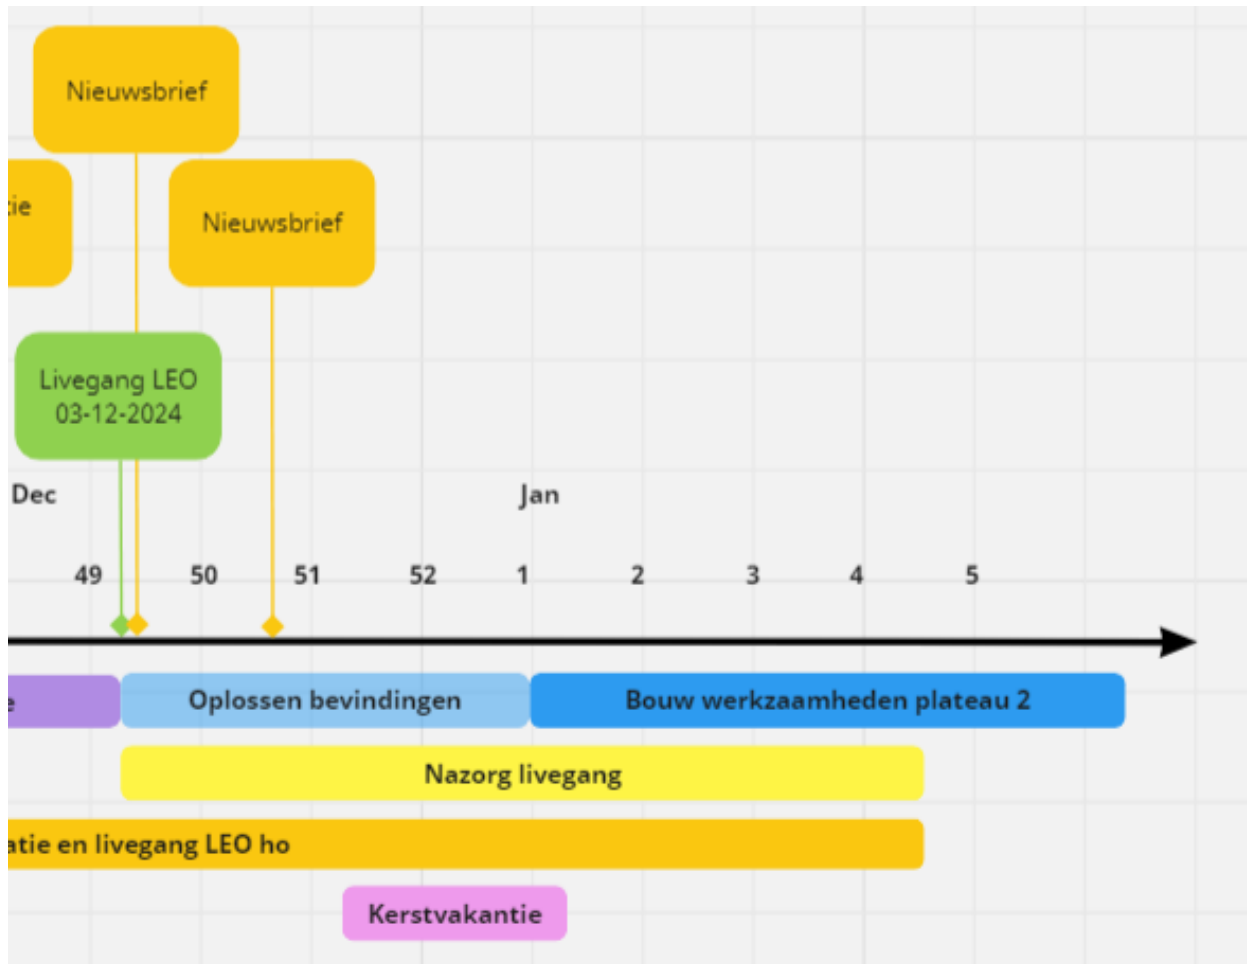 Nieuwsbrief
tie
Nieuwsbrief
Livegang LEO
03-12-2024
Dec
Jan
49 50 51 52 1 2 3 4 5
e
Oplossen bevindingen
Bouw werkzaamheden plateau 2
Nazorg livegang
atie en livegang LEO ho
Kerstvakantie